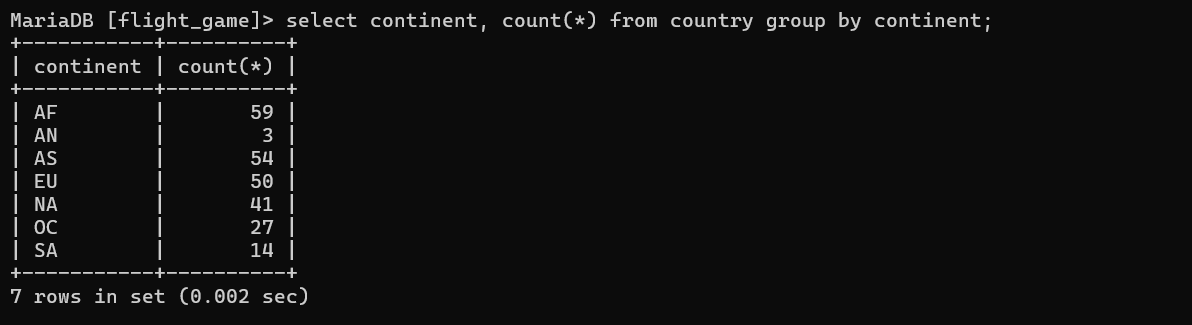 MariaDB [flight_game]> select continent, count(*) from country group by continent;
+-----------+----------+
| continent | count(*) |
+-----------+----------+
| AF        |       59 |
| AN        |        3 |
| AS        |       54 |
| EU        |       50 |
| NA        |       41 |
| OC        |       27 |
| SA        |       14 |
+-----------+----------+
7 rows in set (0.002 sec)